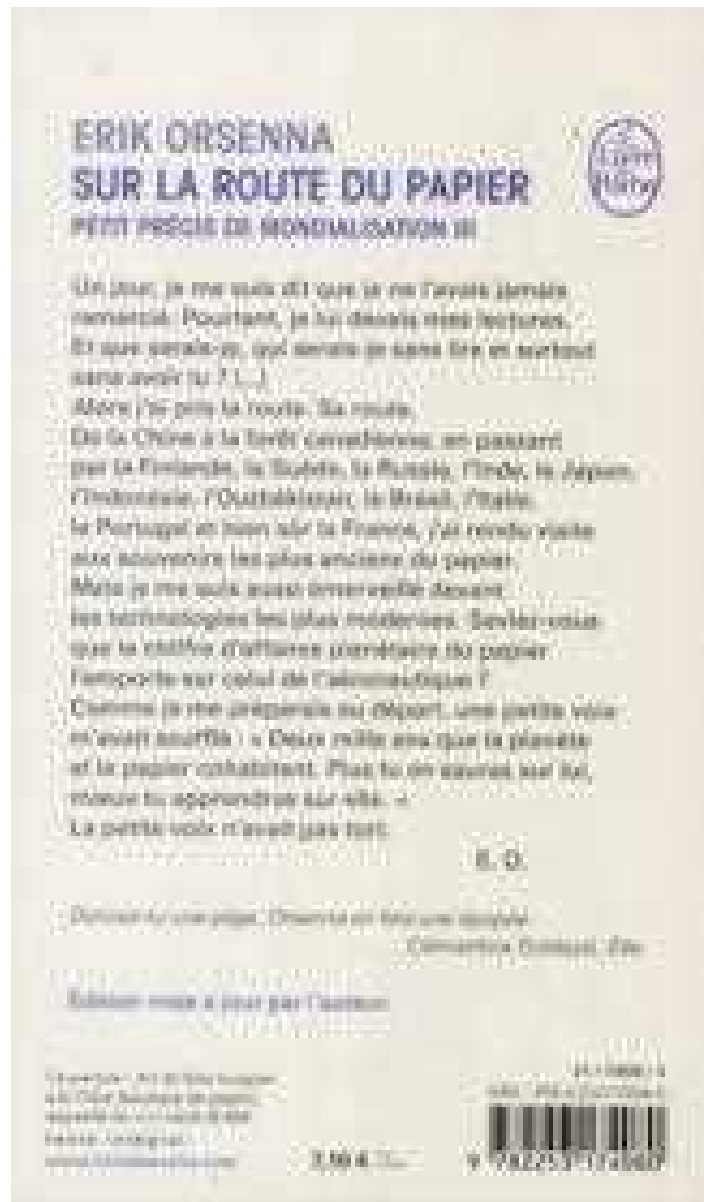 ERIK ORSENNA
SUR LA ROUTE DU PAPIER
PETIT PRÉCIS DE MONDIALISATION III
Un jour, je me suis dit que je ne l'avais jamais
remercié. Pourtant, je lui devais mes lectures.
Et que serais-je, qui serais-je sans lire et surtout
sans avoir lu ? (...)
Alors j'ai pris la route. Sa route.
De la Chine à la forêt canadienne, en passant
par la Finlande, la Suède, la Russie, l'Inde, le Japon,
l'Indonésie, l'Ouzbékistan, le Brésil, l'Italie,
le Portugal et bien sûr la France, j'ai rendu visite
aux souvenirs les plus anciens du papier.
Mais je me suis aussi émerveillé devant
les technologies les plus modernes. Saviez-vous
que le chiffre d'affaires planétaire du papier
l'emporte sur celui de l'aéronautique ?
Comme je me préparais au départ, une petite voix
m'avait soufflé : « Deux mille ans que la planète
et le papier cohabitent. Plus tu en sauras sur lui,
mieux tu apprendras sur elle. »
La petite voix n'avait pas tort.
E. O.
Édition mise à jour par l'auteur
Texte intégral
7,10 €